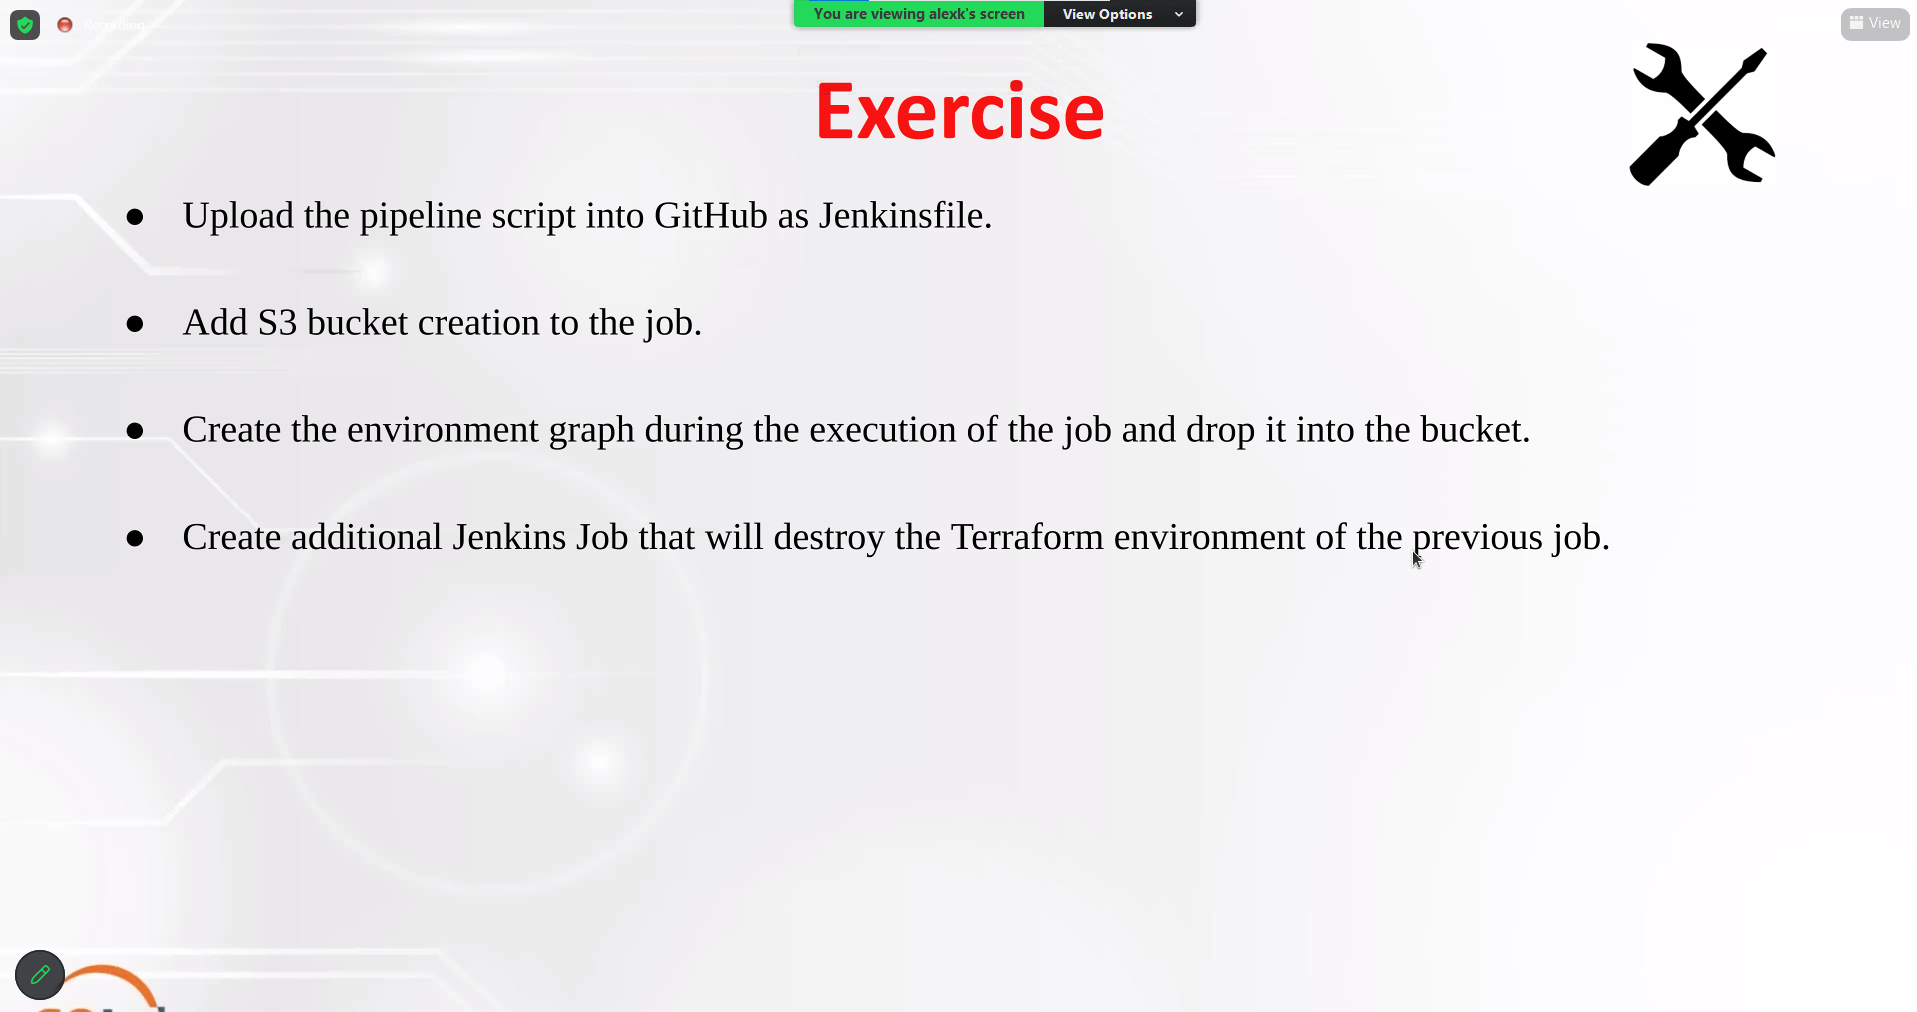 Recording
You are viewing alexk's screen
View Options
View
Exercise
● Upload the pipeline script into GitHub as Jenkinsfile.
● Add S3 bucket creation to the job.
● Create the environment graph during the execution of the job and drop it into the bucket.
● Create additional Jenkins Job that will destroy the Terraform environment of the previous job.